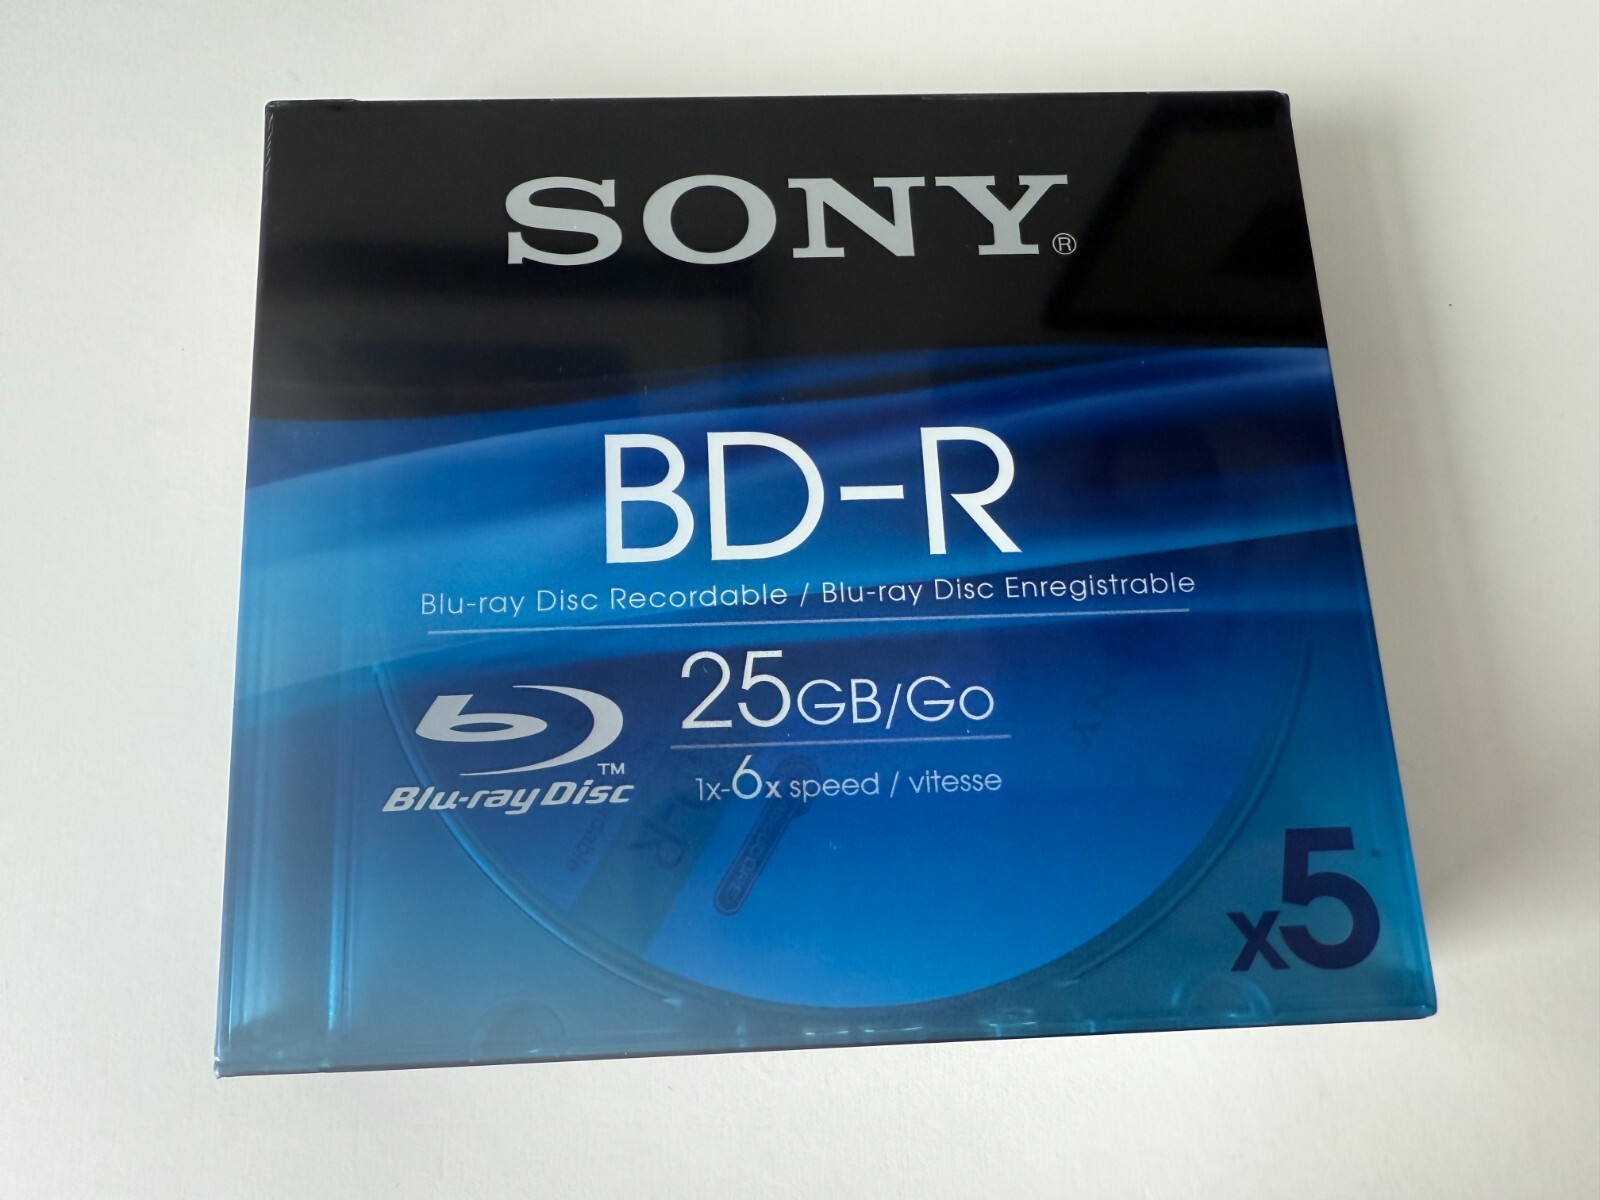 SONY®
BD-R
Blu-ray Disc Recordable / Blu-ray Disc Enregistrable
25GB/Go
1x-6x speed / vitesse
Blu-ray Disc™
x5